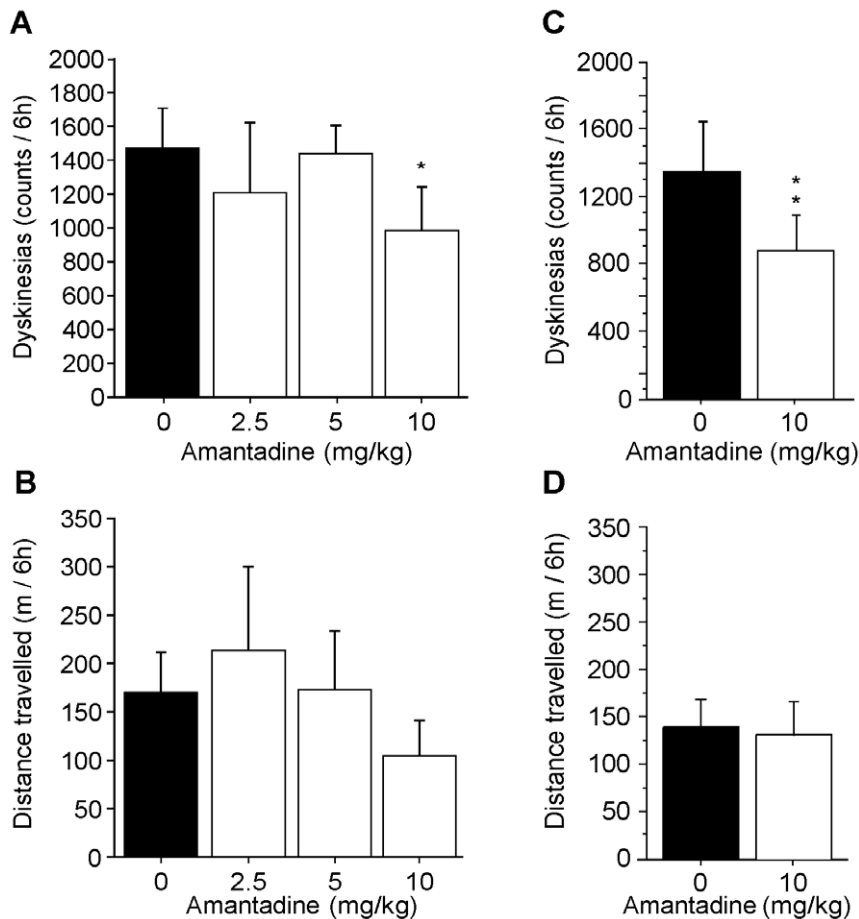 A
Dyskinesias (counts / 6h)
2000
1800
1600
1400
1200
1000
800
600
400
200
0
*
0 2.5 5 10
Amantadine (mg/kg)
C
Dyskinesias (counts / 6h)
2000
1600
1200
800
400
0
*
*
0 10
Amantadine (mg/kg)
B
Distance travelled (m / 6h)
350
300
250
200
150
100
50
0
0 2.5 5 10
Amantadine (mg/kg)
D
Distance travelled (m / 6h)
350
300
250
200
150
100
50
0
0 10
Amantadine (mg/kg)